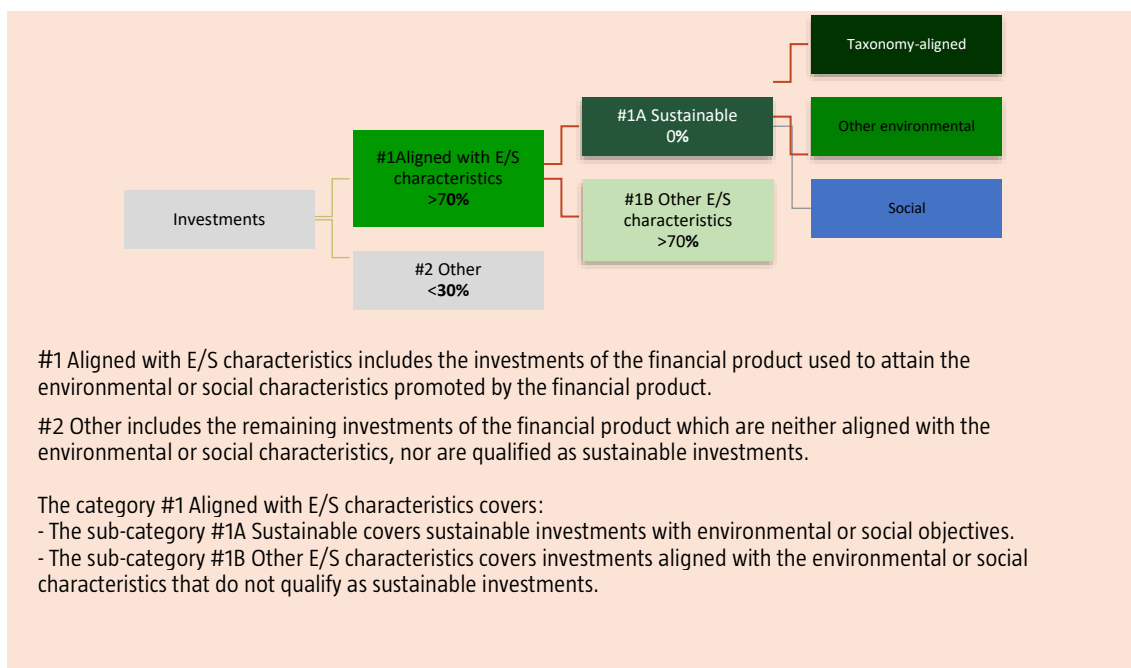 Taxonomy-aligned
#1A Sustainable
0%
Other environmental
#1Aligned with E/S
characteristics
>70%
#1B Other E/S
characteristics
>70%
Social
Investments
#2 Other
<30%
#1 Aligned with E/S characteristics includes the investments of the financial product used to attain the
environmental or social characteristics promoted by the financial product.
#2 Other includes the remaining investments of the financial product which are neither aligned with the
environmental or social characteristics, nor are qualified as sustainable investments.
The category #1 Aligned with E/S characteristics covers:
- The sub-category #1A Sustainable covers sustainable investments with environmental or social objectives.
- The sub-category #1B Other E/S characteristics covers investments aligned with the environmental or social
characteristics that do not qualify as sustainable investments.